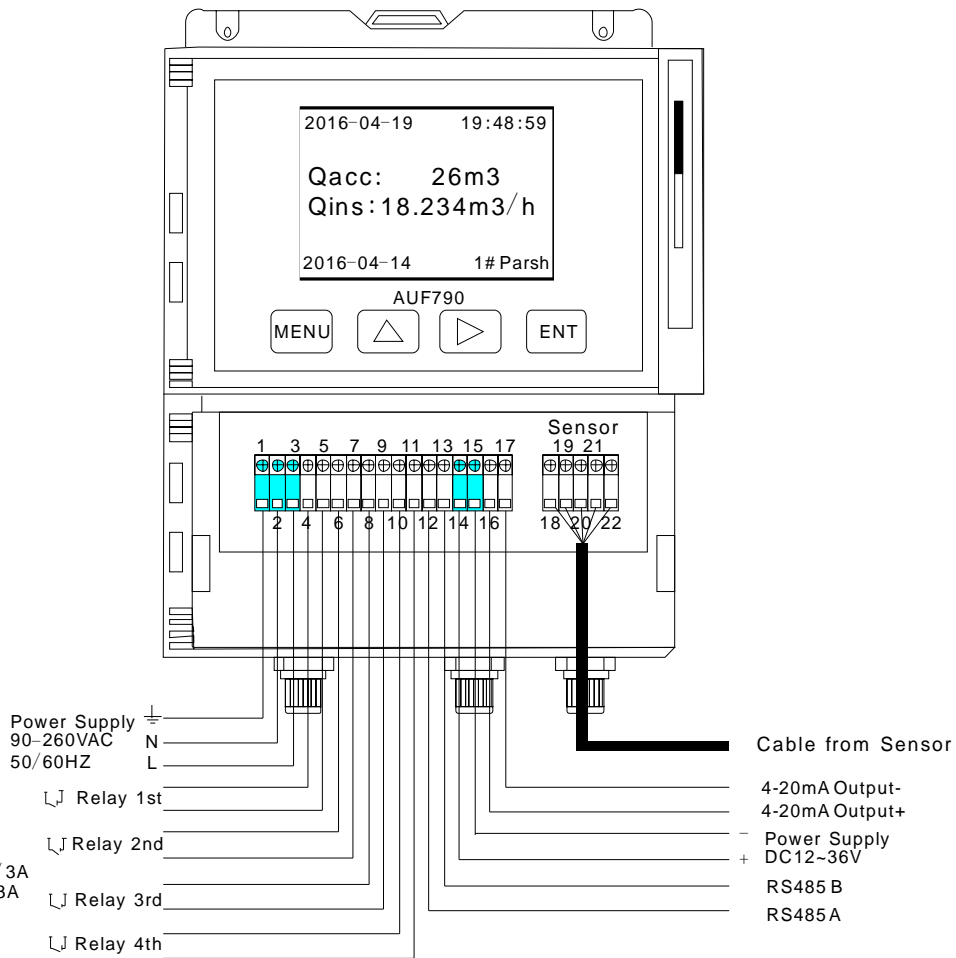 2016-04-19 19:48:59
Qacc: 26m3
Qins:18.234m3/h
2016-04-14 1# Parsh
AUF790
MENU ENT
Sensor
1 3 5 7 9 11 13 15 17 19 21
2 4 6 8 10 12 14 16 18 20 22
Power Supply
90-260VAC N
50/60HZ L
Relay 1st
Relay 2nd
/3A
3A
Relay 3rd
Relay 4th
Cable from Sensor
4-20mA Output-
4-20mA Output+
- Power Supply
+ DC12~36V
RS485 B
RS485 A